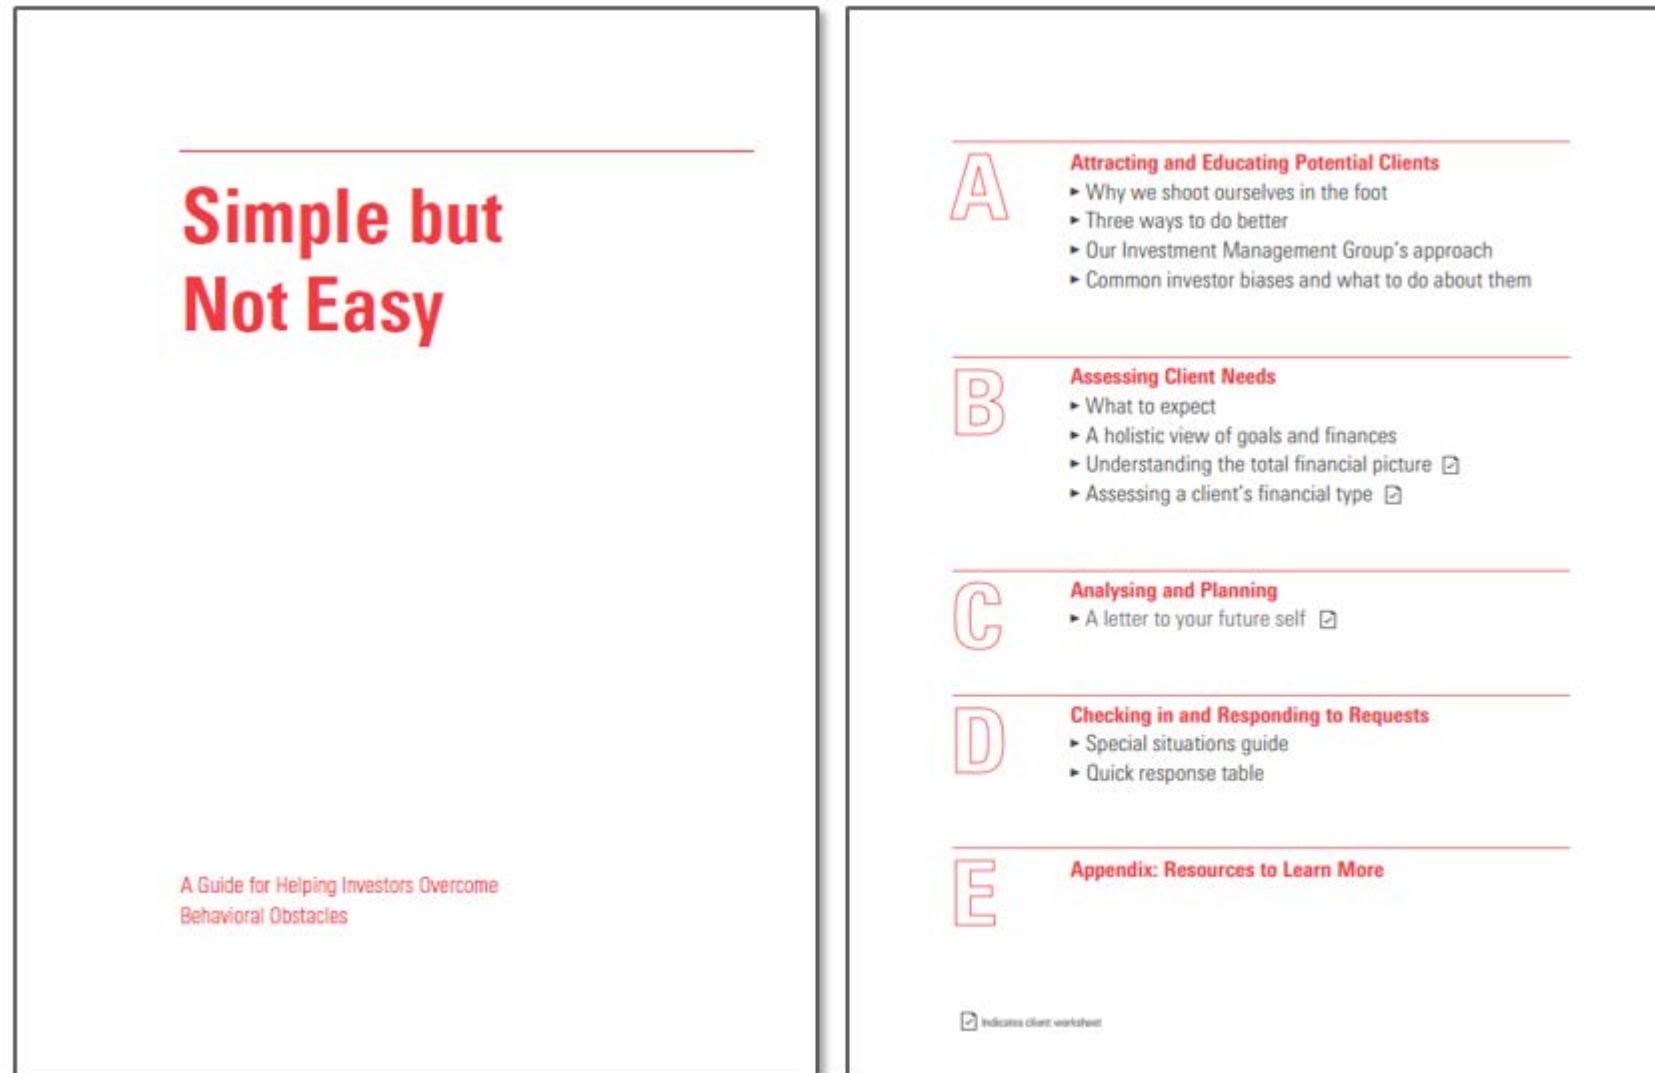 Simple but
Not Easy
A Guide for Helping Investors Overcome
Behavioral Obstacles
A
Attracting and Educating Potential Clients
► Why we shoot ourselves in the foot
► Three ways to do better
► Our Investment Management Group's approach
► Common investor biases and what to do about them
B
Assessing Client Needs
► What to expect
► A holistic view of goals and finances
► Understanding the total financial picture
► Assessing a client's financial type
C
Analysing and Planning
► A letter to your future self
D
Checking in and Responding to Requests
► Special situations guide
► Quick response table
E
Appendix: Resources to Learn More
Indicates client worksheet